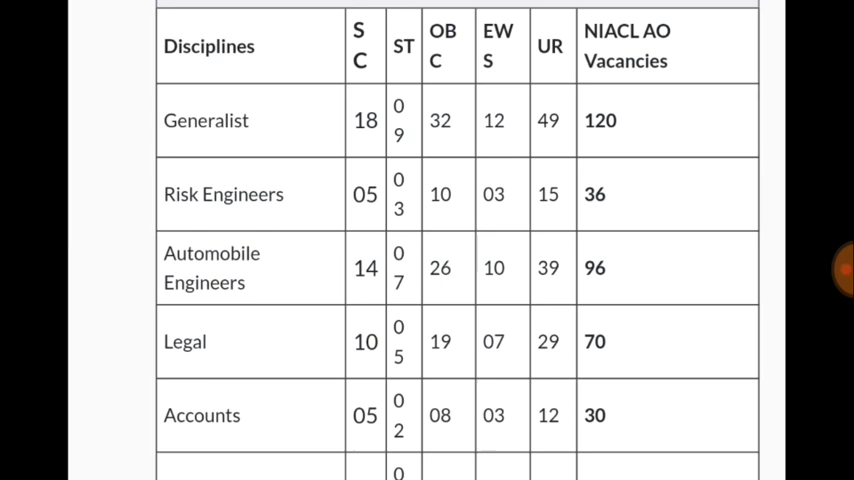 Disciplines S C ST OB C EW S UR NIACL AO Vacancies
Generalist 18 0 9 32 12 49 120
Risk Engineers 05 0 3 10 03 15 36
Automobile Engineers 14 0 7 26 10 39 96
Legal 10 0 5 19 07 29 70
Accounts 05 0 2 08 03 12 30
0